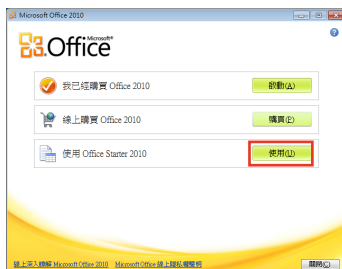 Microsoft Office 2010
Microsoft®
Office
我已經購買 Office 2010
啟動(A)
線上購買 Office 2010
購買(P)
使用 Office Starter 2010
使用(U)
線上深入瞭解 Microsoft Office 2010 Microsoft Office 線上隱私權聲明
關閉(C)